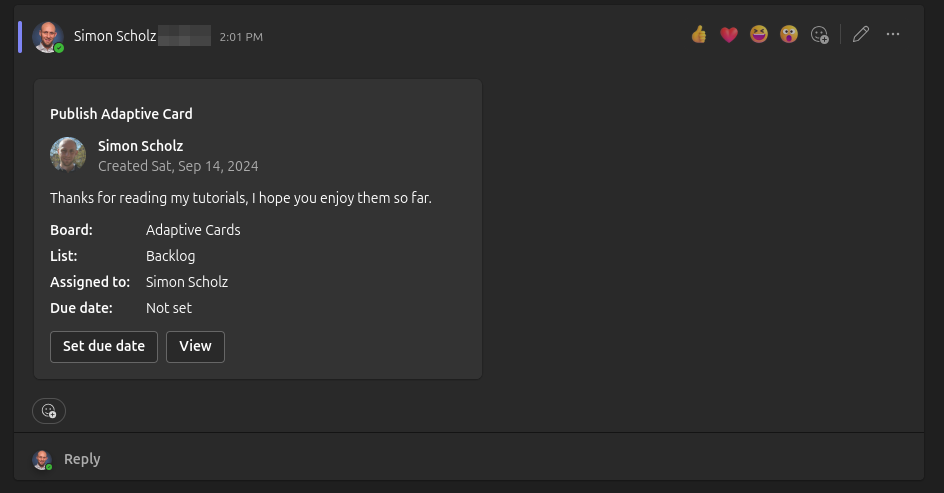 Simon Scholz 2:01 PM
Publish Adaptive Card
Simon Scholz
Created Sat, Sep 14, 2024
Thanks for reading my tutorials, I hope you enjoy them so far.
Board: Adaptive Cards
List: Backlog
Assigned to: Simon Scholz
Due date: Not set
Set due date View
Reply